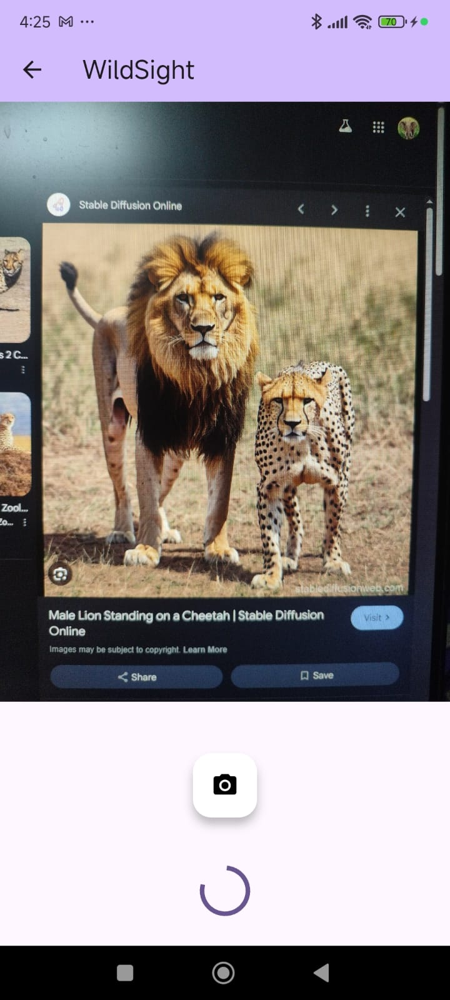 4:25
70
WildSight
Stable Diffusion Online
s 2 C...
Zool...
Zo...
stablediffusionweb.com
Male Lion Standing on a Cheetah | Stable Diffusion
Online
Visit >
Images may be subject to copyright. Learn More
Share
Save